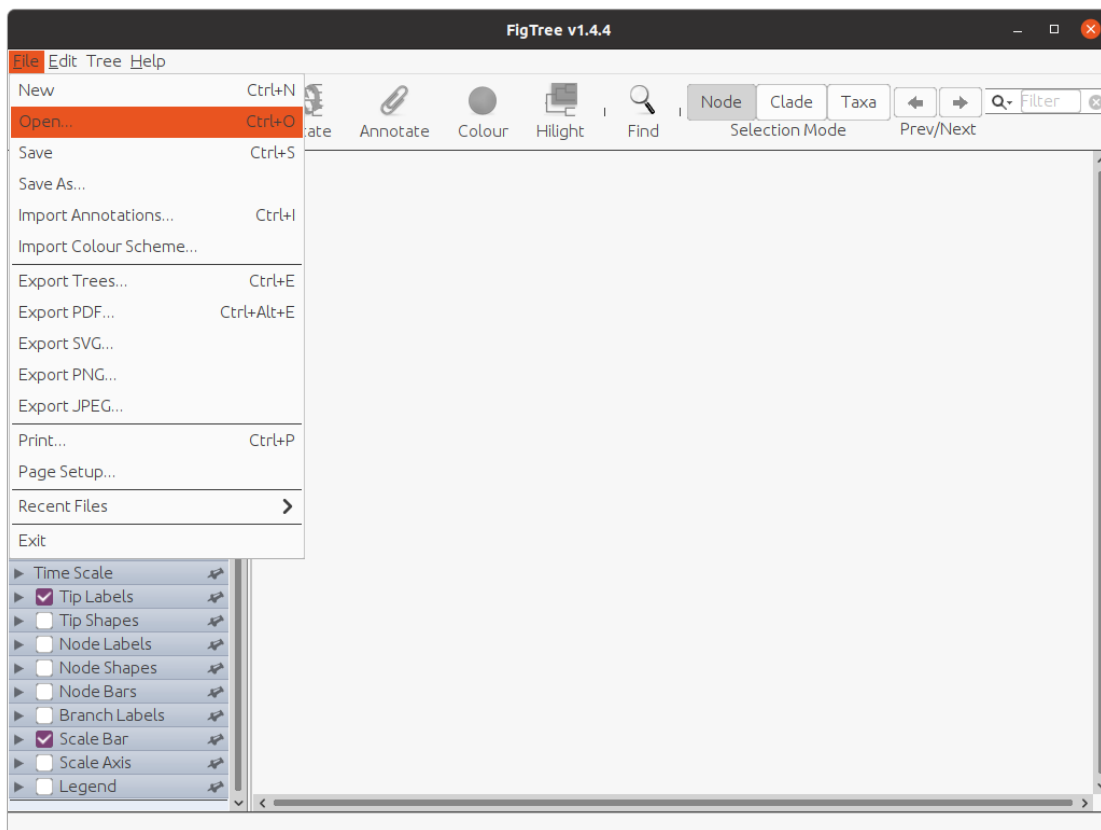 FigTree v1.4.4
File Edit Tree Help
New Ctrl+N
Open... Ctrl+O
Save Ctrl+S
Save As...
Import Annotations... Ctrl+I
Import Colour Scheme...
Export Trees... Ctrl+E
Export PDF... Ctrl+Alt+E
Export SVG...
Export PNG...
Export JPEG...
Print... Ctrl+P
Page Setup...
Recent Files
Exit
Annotate Colour Hilight Find
Node Clade Taxa
Selection Mode
Prev/Next
Filter
Time Scale
Tip Labels
Tip Shapes
Node Labels
Node Shapes
Node Bars
Branch Labels
Scale Bar
Scale Axis
Legend